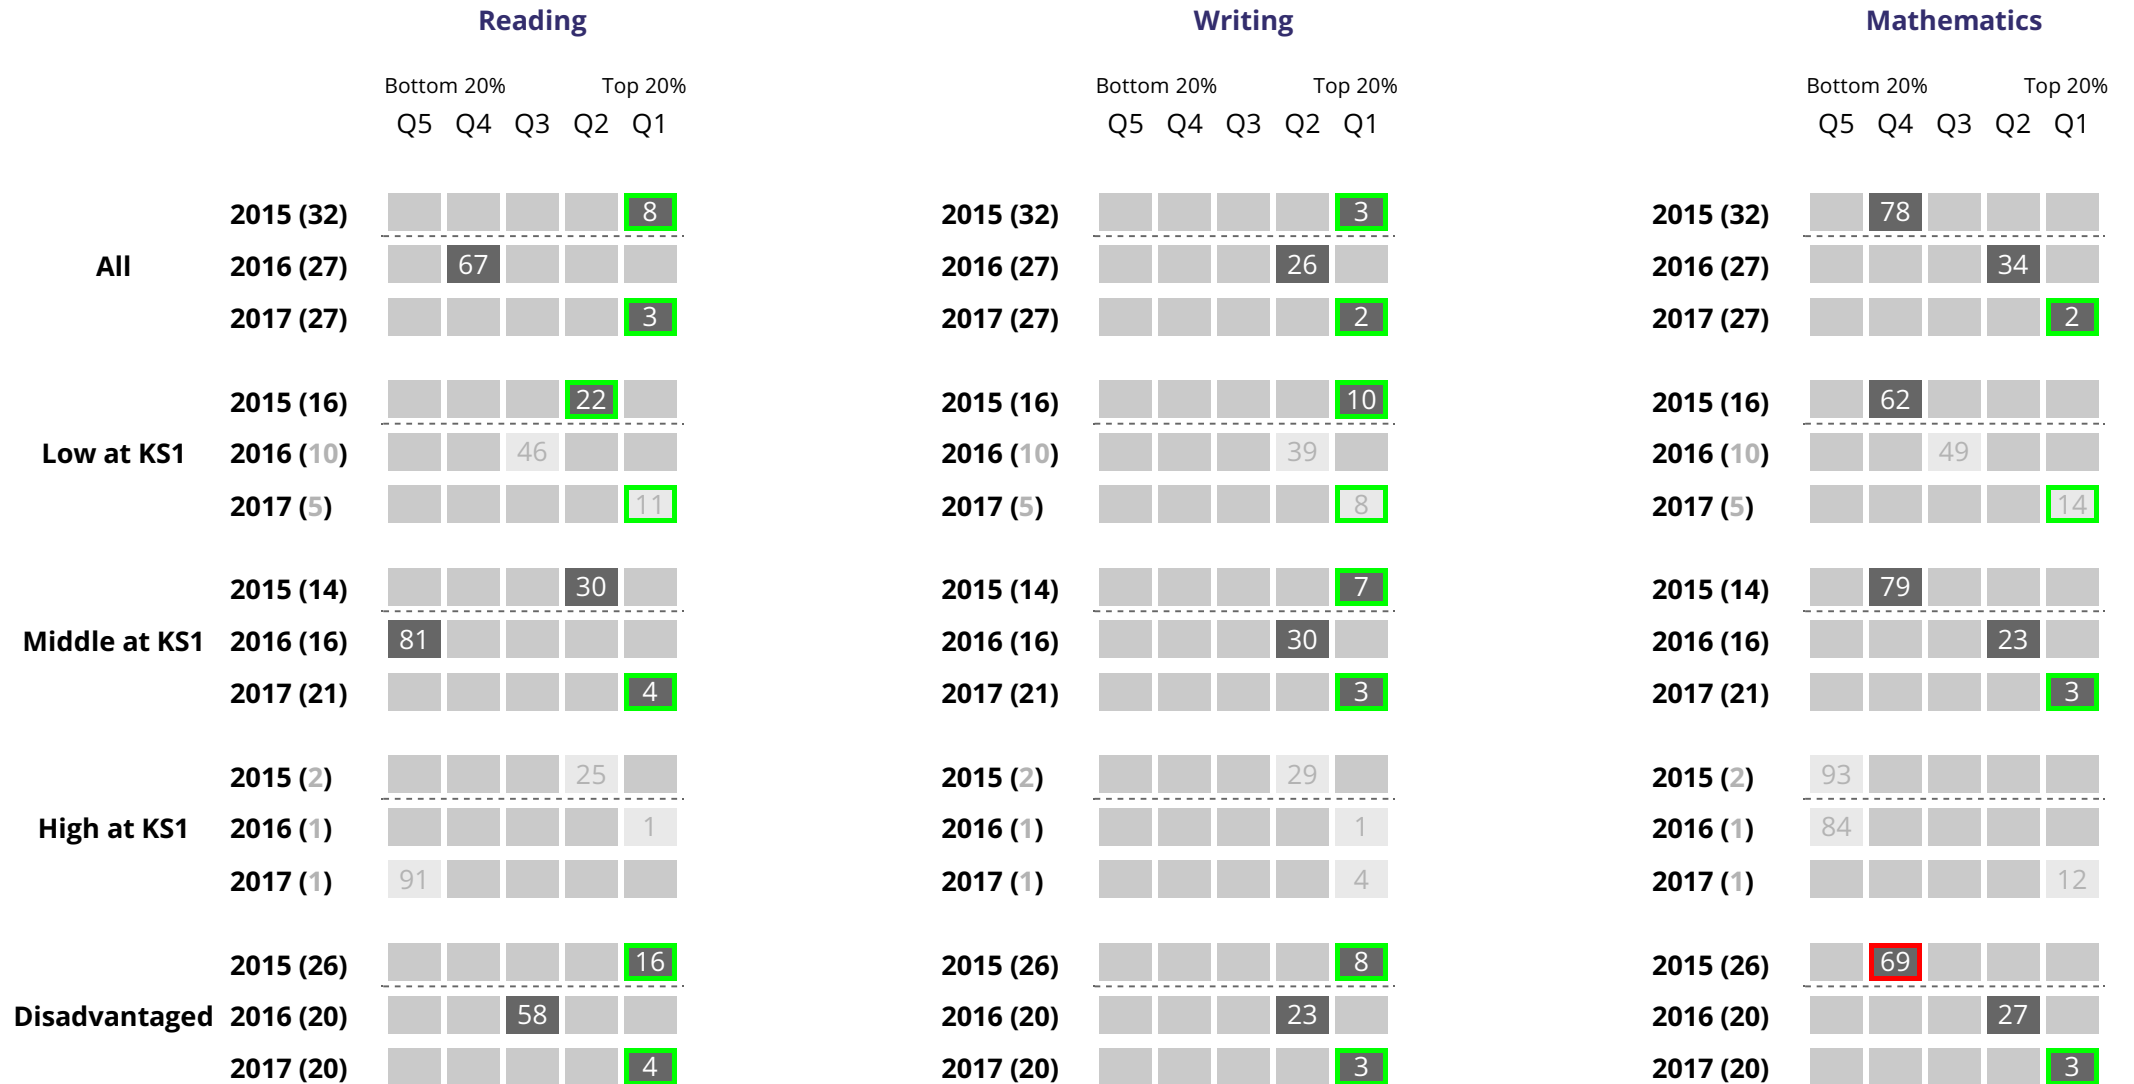 Reading Writing Mathematics
Bottom 20% Top 20% Bottom 20% Top 20% Bottom 20% Top 20%
Q5 Q4 Q3 Q2 Q1 Q5 Q4 Q3 Q2 Q1 Q5 Q4 Q3 Q2 Q1
2015 (32) 8 2015 (32) 3 2015 (32) 78
All 2016 (27) 67 2016 (27) 26 2016 (27) 34
2017 (27) 3 2017 (27) 2 2017 (27) 2
2015 (16) 22 2015 (16) 10 2015 (16) 62
Low at KS1 2016 (10) 46 2016 (10) 39 2016 (10) 49
2017 (5) 11 2017 (5) 8 2017 (5) 14
2015 (14) 30 2015 (14) 7 2015 (14) 79
Middle at KS1 2016 (16) 81 2016 (16) 30 2016 (16) 23
2017 (21) 4 2017 (21) 3 2017 (21) 3
2015 (2) 25 2015 (2) 29 2015 (2) 93
High at KS1 2016 (1) 1 2016 (1) 1 2016 (1) 84
2017 (1) 91 2017 (1) 4 2017 (1) 12
2015 (26) 16 2015 (26) 8 2015 (26) 69
Disadvantaged 2016 (20) 58 2016 (20) 23 2016 (20) 27
2017 (20) 4 2017 (20) 3 2017 (20) 3